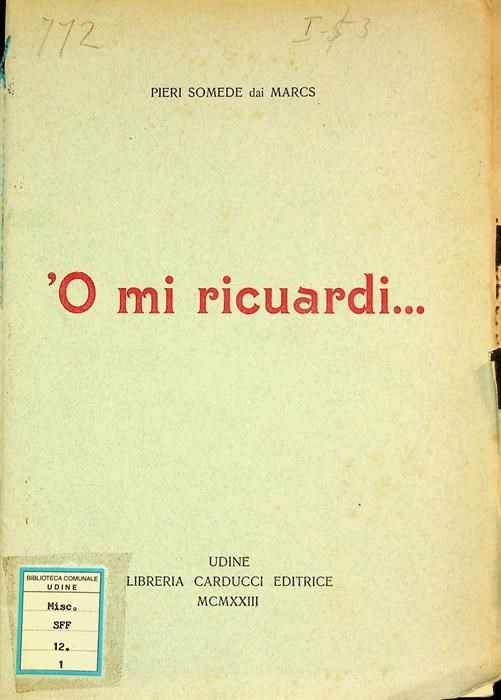 772
I-53
PIERI SOMEDE dai MARCS
'O mi ricuardi...
UDINE
LIBRERIA CARDUCCI EDITRICE
MCMXXIII
BIBLIOTECA COMUNALE
UDINE
Misc.
SFF
12.
1